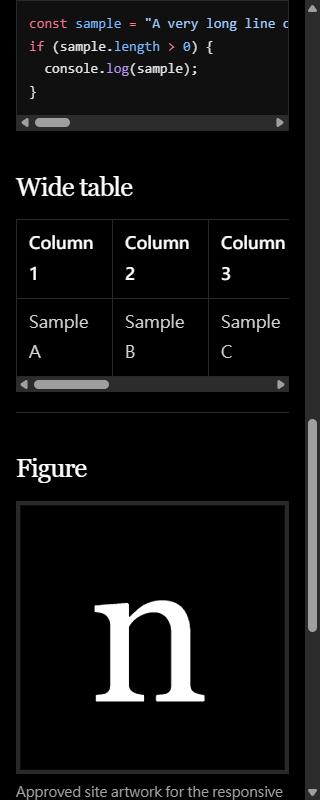 const sample = "A very long line
if (sample.length > 0) {
console.log(sample);
}
Wide table
Column 1
Column 2
Column 3
Sample A
Sample B
Sample C
Figure
n
Approved site artwork for the responsive